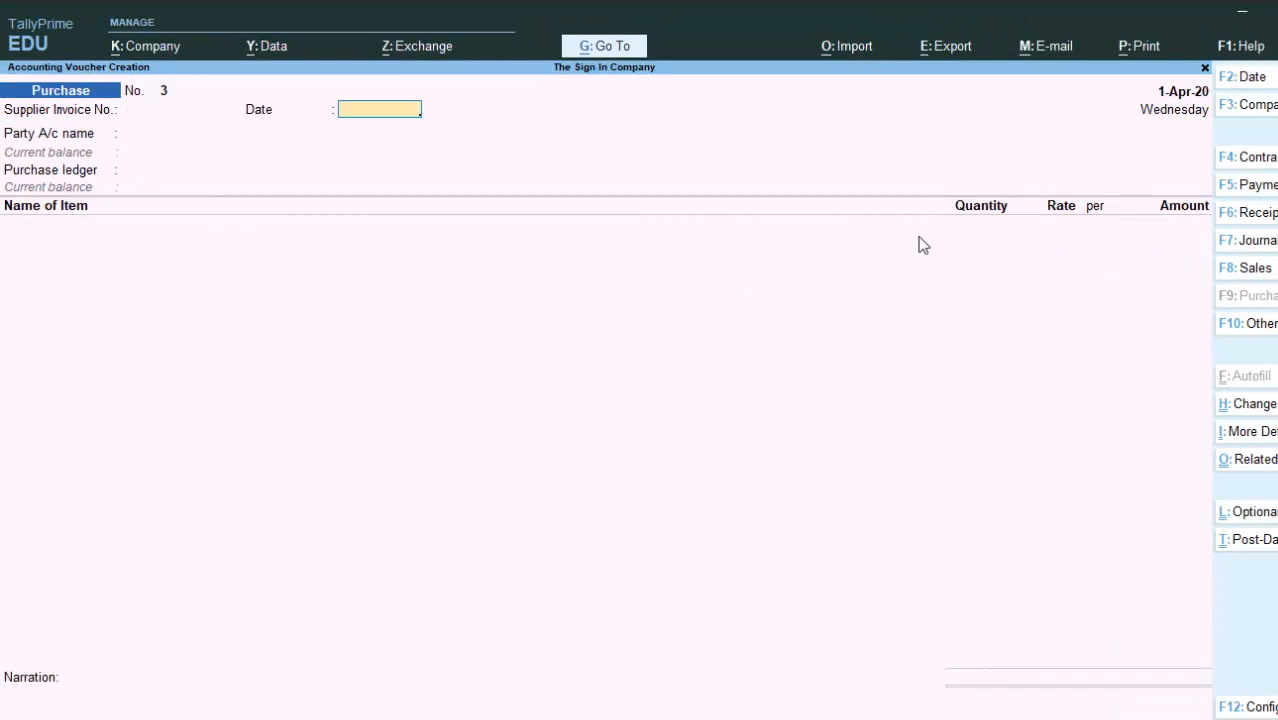 TallyPrime
EDU
MANAGE
K: Company Y: Data Z: Exchange G: Go To O: Import E: Export M: E-mail P: Print F1: Help
Accounting Voucher Creation The Sign In Company x
Purchase No. 3 1-Apr-20
Supplier Invoice No.: Date : Wednesday
Party A/c name :
Current balance :
Purchase ledger :
Current balance :
Name of Item Quantity Rate per Amount
Narration:
F2: Date
F3: Compa
F4: Contra
F5: Payme
F6: Receip
F7: Journa
F8: Sales
F9: Purcha
F10: Other
F: Autofill
H: Change
I: More Det
O: Related
L: Optiona
T: Post-Da
F12: Config